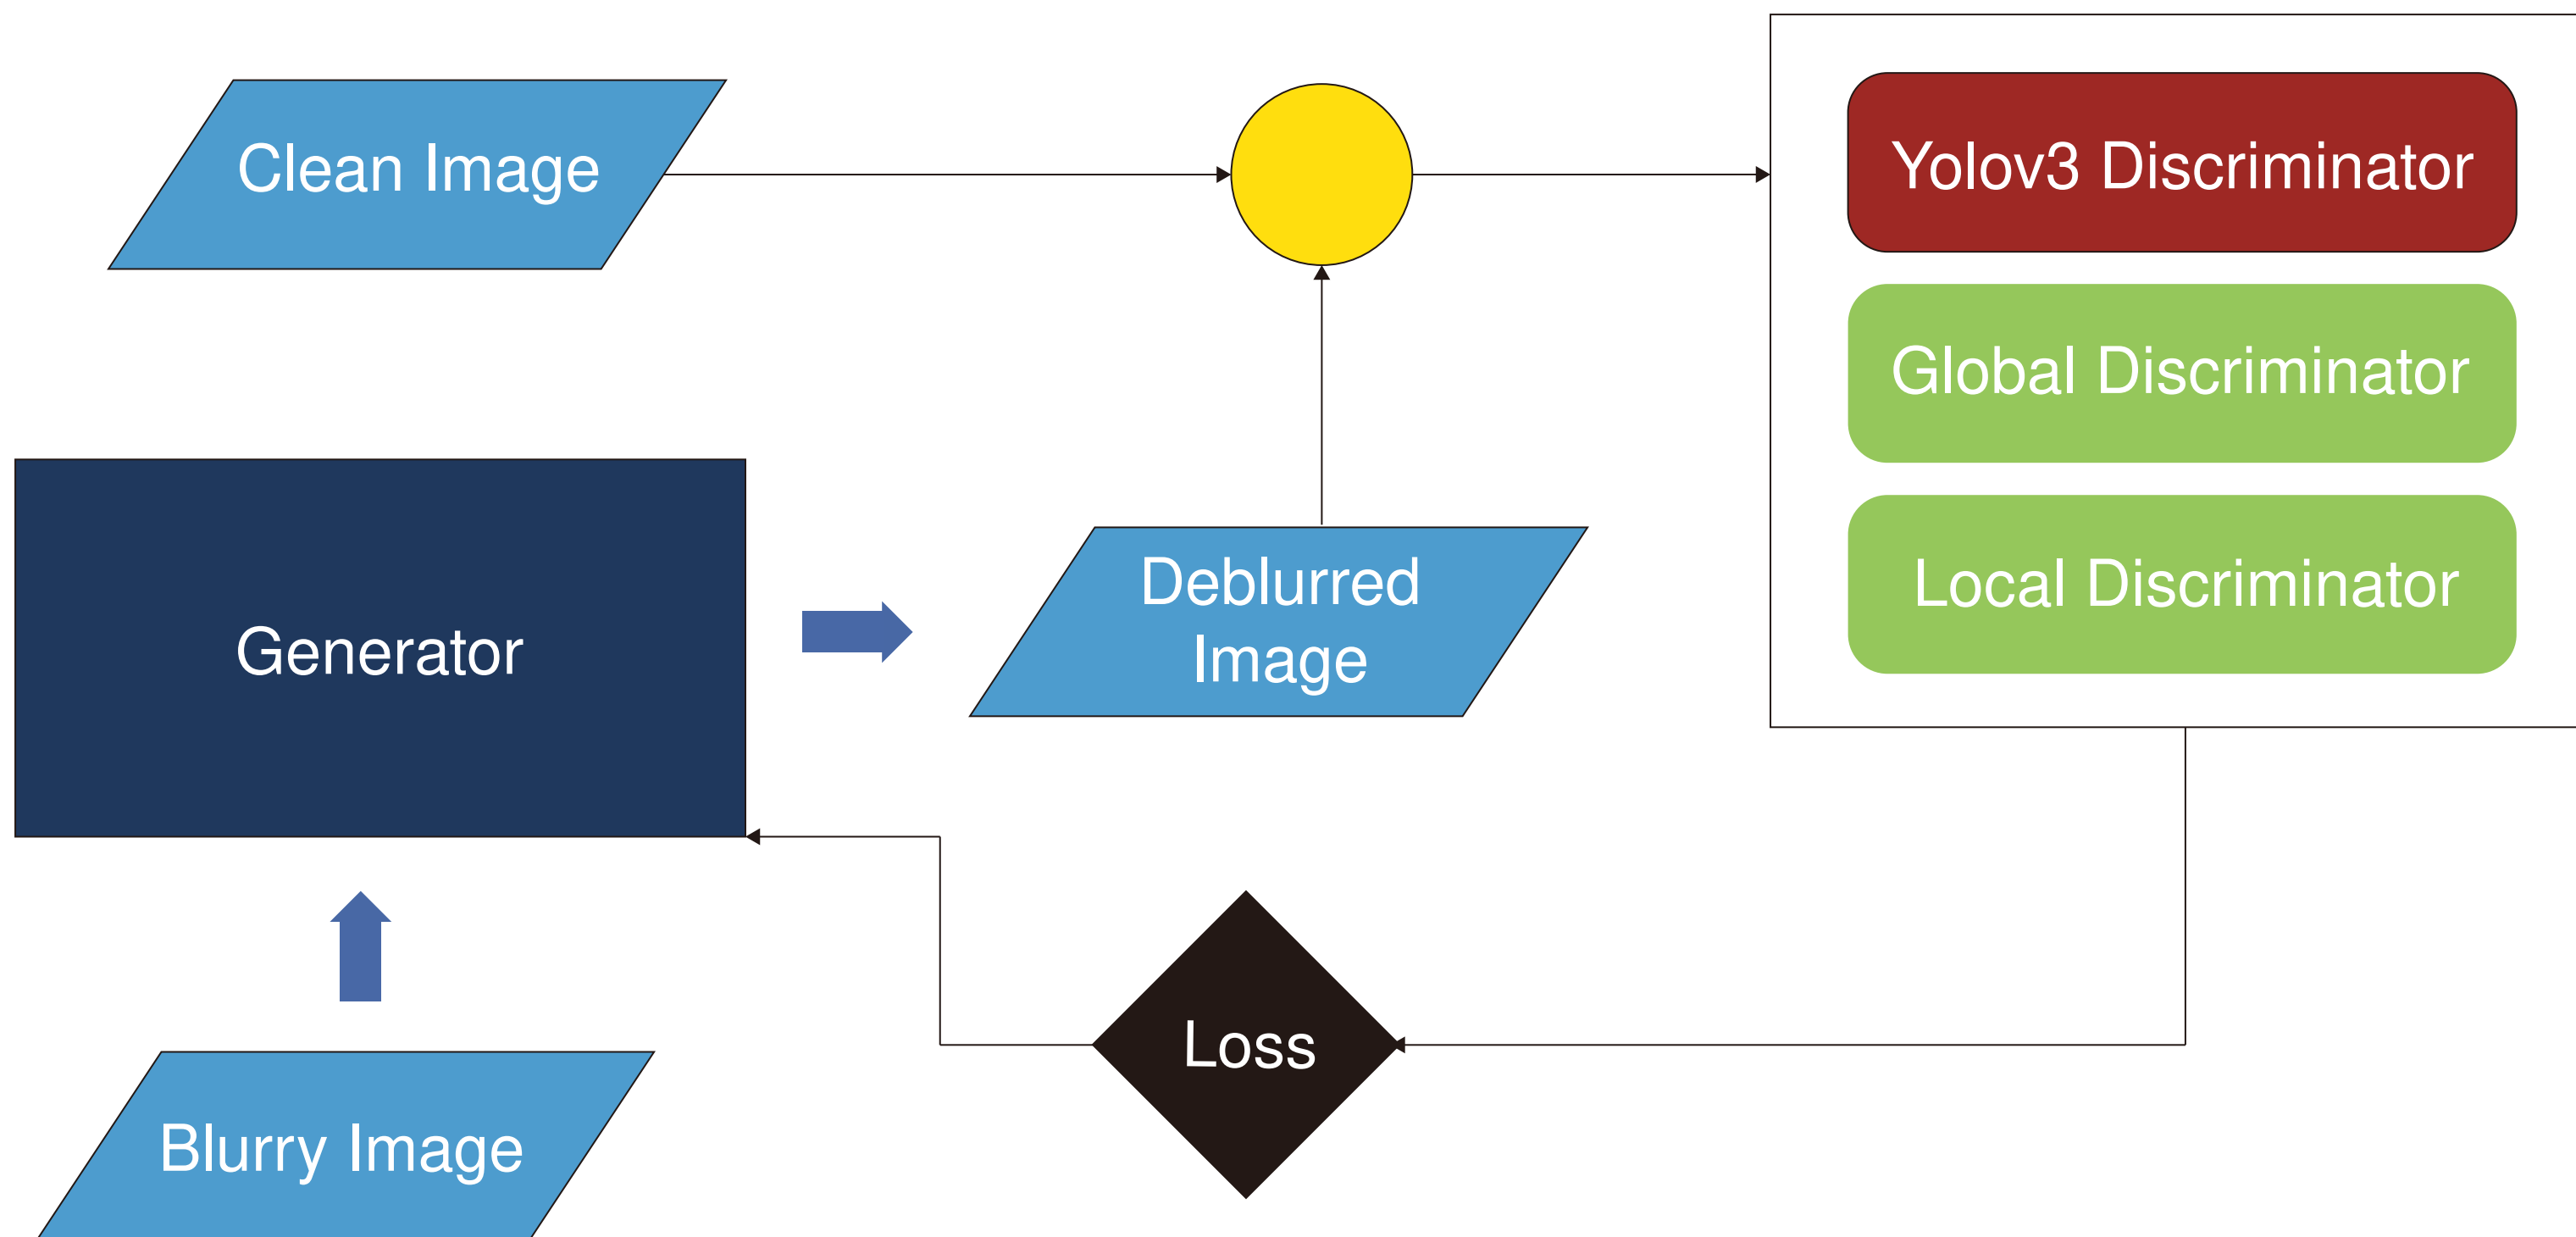 Clean Image
Yolov3 Discriminator
Global Discriminator
Local Discriminator
Generator
Deblurred
Image
Loss
Blurry Image